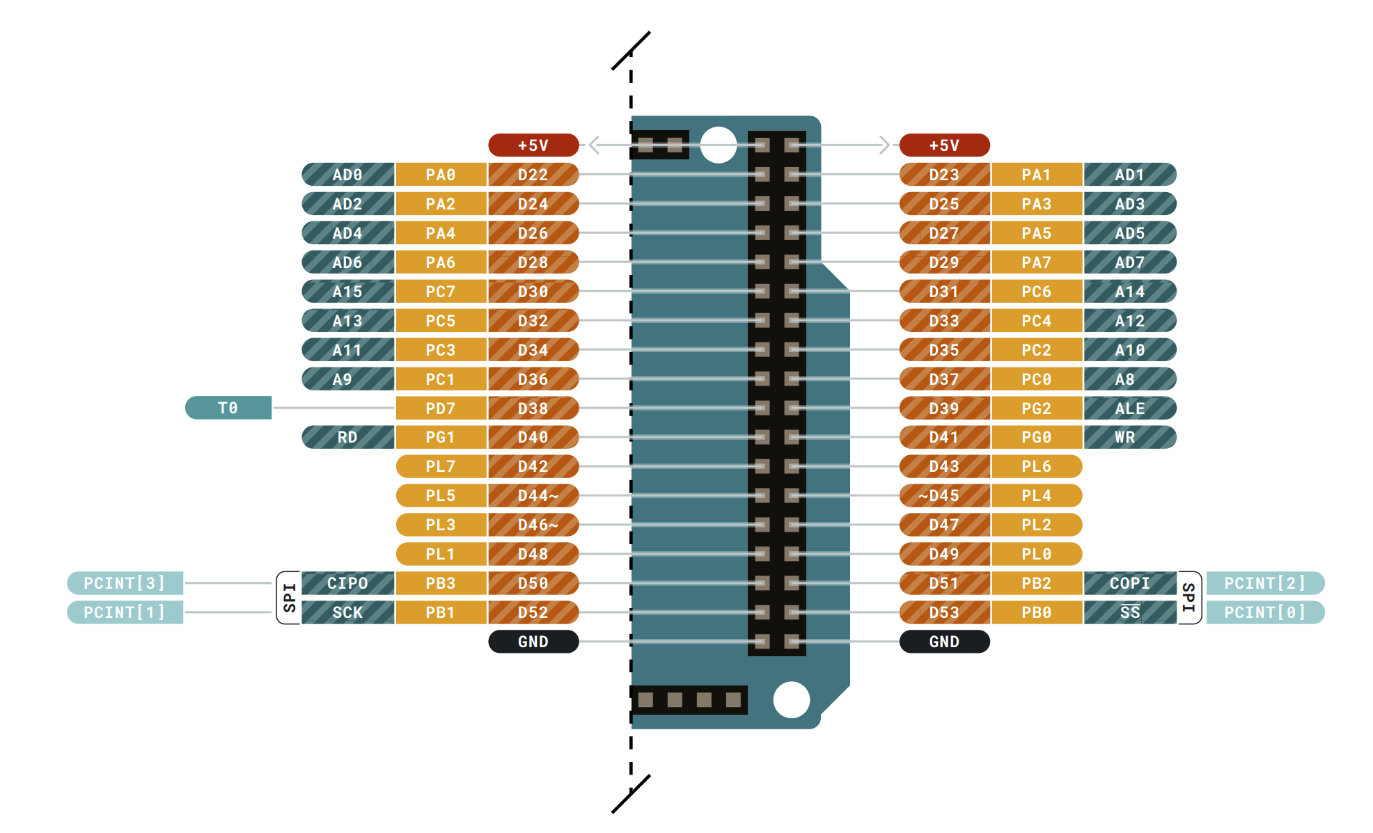 +5V +5V
AD0 PA0 D22 D23 PA1 AD1
AD2 PA2 D24 D25 PA3 AD3
AD4 PA4 D26 D27 PA5 AD5
AD6 PA6 D28 D29 PA7 AD7
A15 PC7 D30 D31 PC6 A14
A13 PC5 D32 D33 PC4 A12
A11 PC3 D34 D35 PC2 A10
A9 PC1 D36 D37 PC0 A8
T0 PD7 D38 D39 PG2 ALE
RD PG1 D40 D41 PG0 WR
PL7 D42 D43 PL6
PL5 D44~ ~D45 PL4
PL3 D46~ D47 PL2
PL1 D48 D49 PL0
PCINT[3] SPI CIPO PB3 D50 D51 PB2 COPI SPI PCINT[2]
PCINT[1] SCK PB1 D52 D53 PB0 S̅S̅ PCINT[0]
GND GND